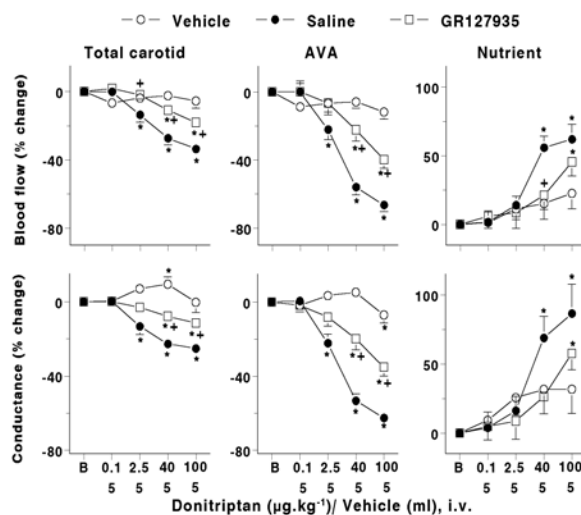 Vehicle Saline GR127935
Total carotid AVA Nutrient
Blood flow (% change)
0
-40
-80
* * *
+ *+ *+
0
-40
-80
* * *
*+ *+
100
50
0
* * *
+
Conductance (% change)
40
0
-40
-80
* * * *
*+ *+
0
-40
-80
* * * *
*+ *+
100
50
0
* * *
B 0.1 2.5 40 100
5 5 5 5
B 0.1 2.5 40 100
5 5 5 5
B 0.1 2.5 40 100
5 5 5 5
Donitriptan (µg.kg⁻¹)/ Vehicle (ml), i.v.